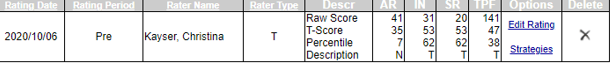 Rating Date Rating Period Rater Name Rater Type Descr AR IN SR TPF Options Delete
Raw Score 41 31 20 141 Edit Rating
2020/10/06 Pre Kayser, Christina T T-Score 35 53 53 47
Percentile 7 62 62 38 Strategies
Description N T T T